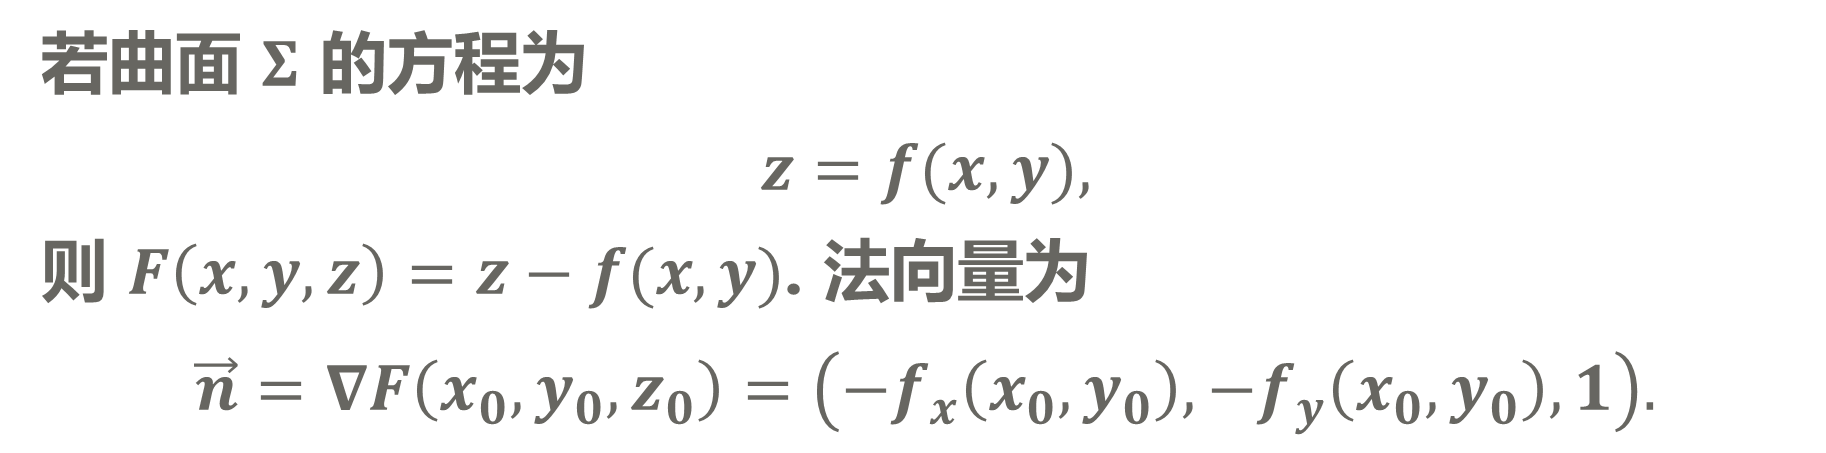 若曲面 Σ 的方程为
z = f(x, y),
则 F(x, y, z) = z − f(x, y). 法向量为
n⃗ = ∇F(x₀, y₀, z₀) = (−fₓ(x₀, y₀), −f_y(x₀, y₀), 1).